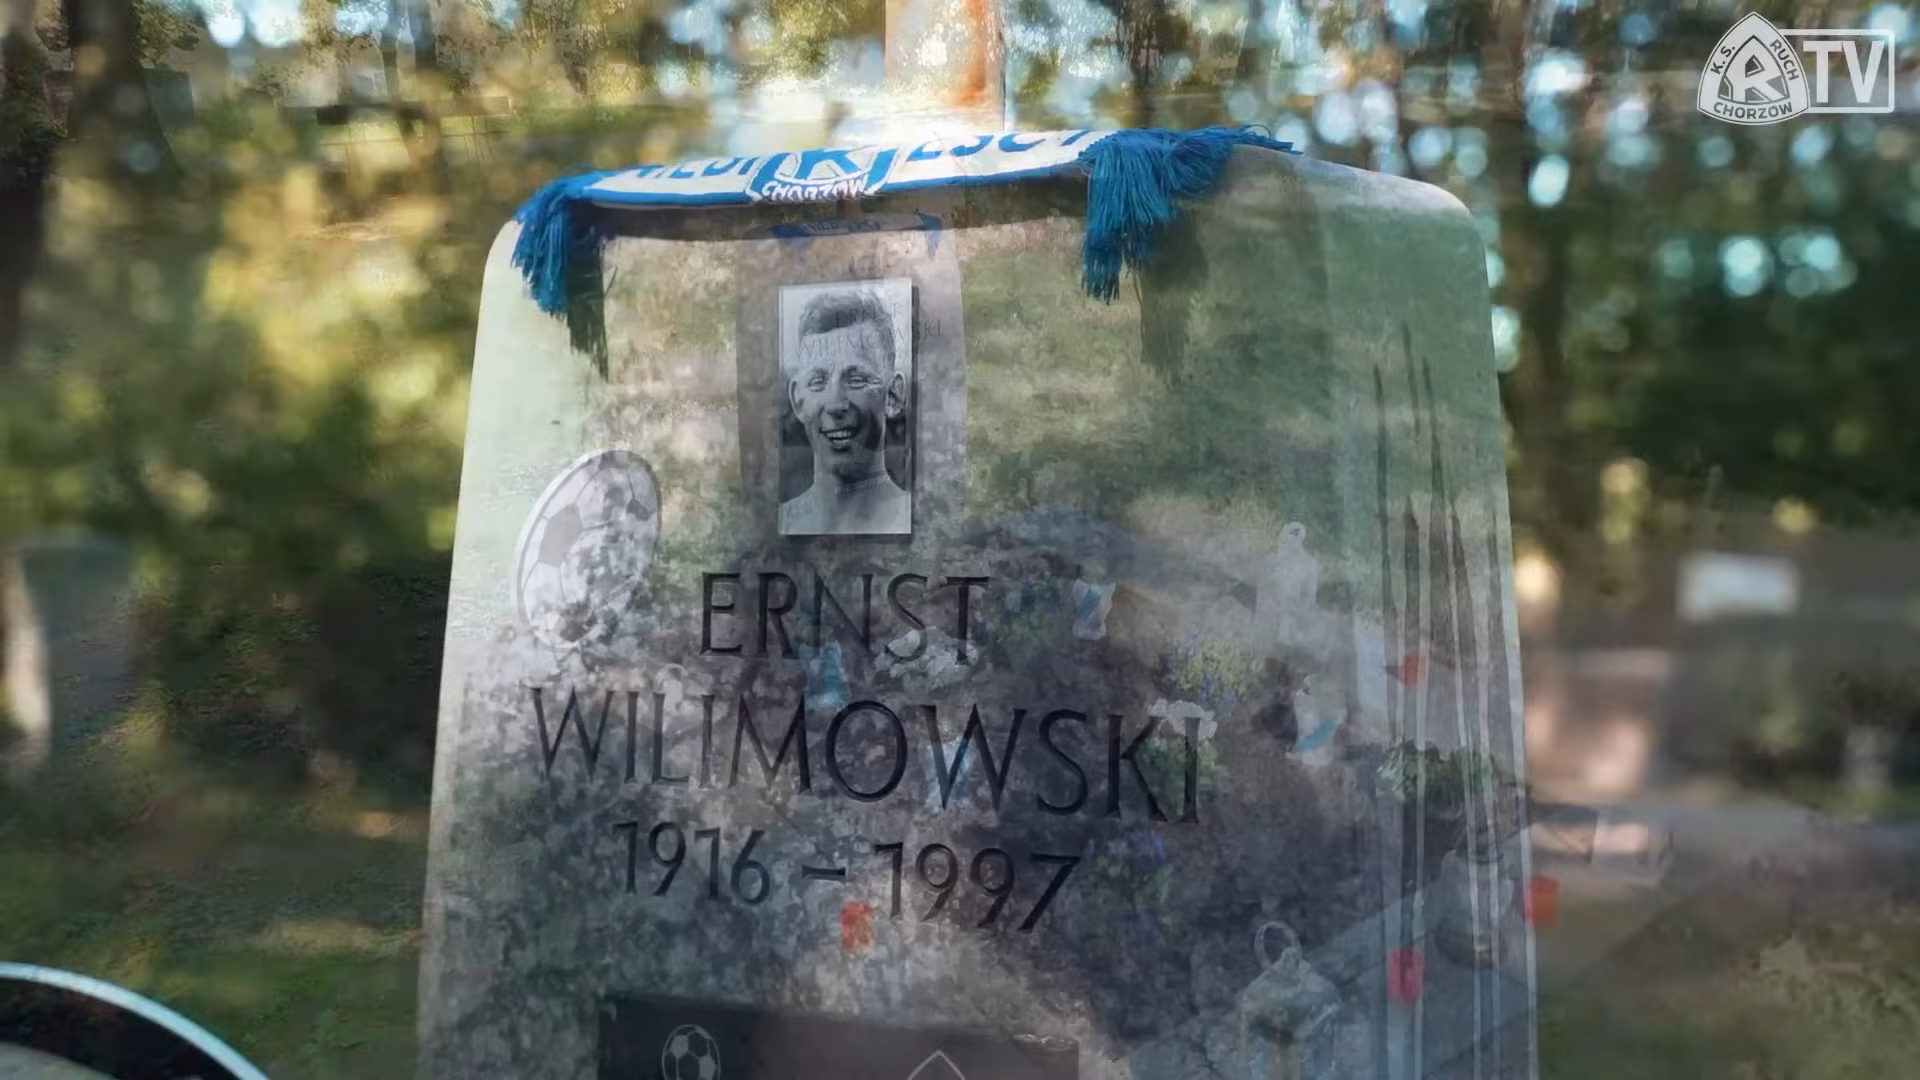 K.S. RUCH CHORZÓW TV
CHORZÓW
ERNST
WILIMOWSKI
1916 – 1997